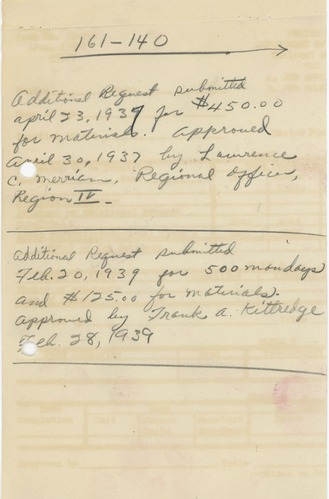 161-140
Additional Request submitted
april 23, 1937 for $450.00
for materials. Approved
April 30, 1937 by Lawrence
C. Merriam, Regional Officer,
Region IV.
Additional Request submitted
Feb. 20, 1939 for 500 mandays
and $125.00 for materials.
approved by Frank a. Kittredge
Feb. 28, 1939